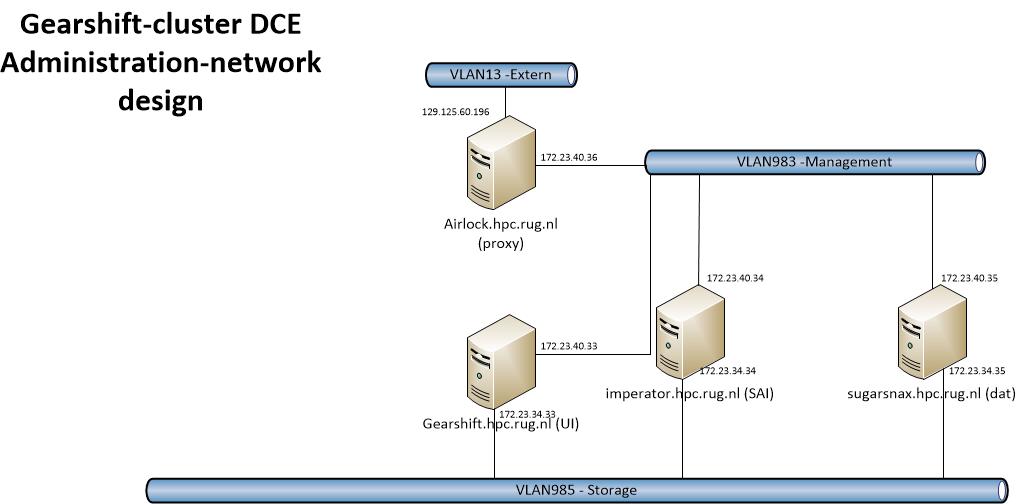 Gearshift-cluster DCE
Administration-network
design
VLAN13 -Extern
129.125.60.196
172.23.40.36
VLAN983 -Management
Airlock.hpc.rug.nl
(proxy)
172.23.40.34
172.23.40.35
172.23.40.33
172.23.34.34
172.23.34.35
imperator.hpc.rug.nl (SAI)
sugarsnax.hpc.rug.nl (dat)
172.23.34.33
Gearshift.hpc.rug.nl (UI)
VLAN985 - Storage